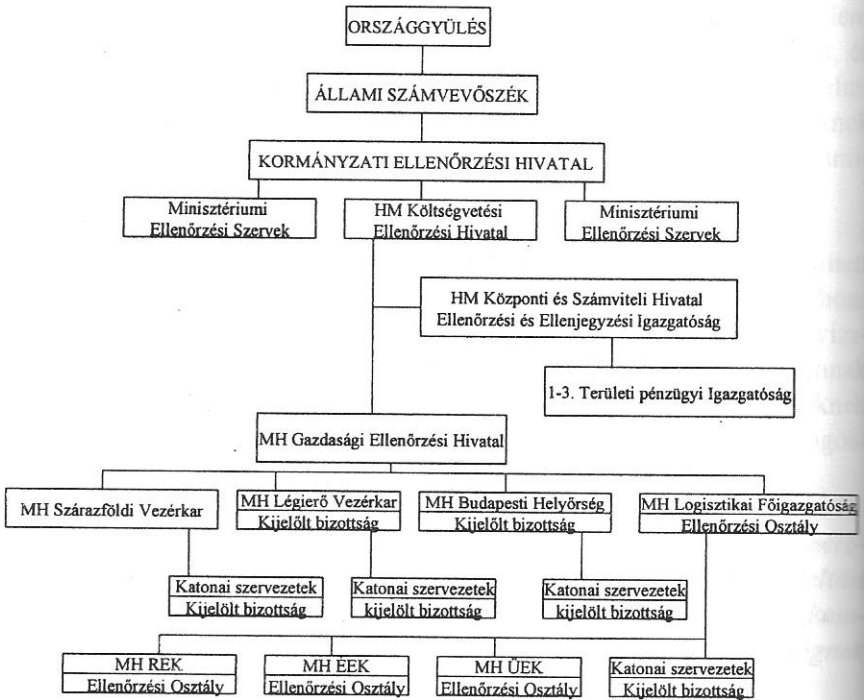 ORSZÁGGYÜLÉS
ÁLLAMI SZÁMVEVŐSZÉK
KORMÁNYZATI ELLENŐRZÉSI HIVATAL
Minisztériumi
Ellenőrzési Szervek
HM Költségvetési
Ellenőrzési Hivatal
Minisztériumi
Ellenőrzési Szervek
HM Központi és Számviteli Hivatal
Ellenőrzési és Ellenjegyzési Igazgatóság
1-3. Területi pénzügyi Igazgatóság
MH Gazdasági Ellenőrzési Hivatal
MH Szárazföldi Vezérkar
MH Légierő Vezérkar
Kijelölt bizottság
MH Budapesti Helyőrség
Kijelőlt bizottság
MH Logisztikai Főigazgatóság
Ellenőrzési Osztály
Katonai szervezetek
Kijelölt bizottság
Katonai szervezetek
kijelölt bizottság
Katonai szervezetek
kijelölt bizottság
MH REK
Ellenőrzési Osztály
MH ÉEK
Ellenőrzési Osztály
MH ÜEK
Ellenőrzési Osztály
Katonai szervezetek
Kijelölt bizottság